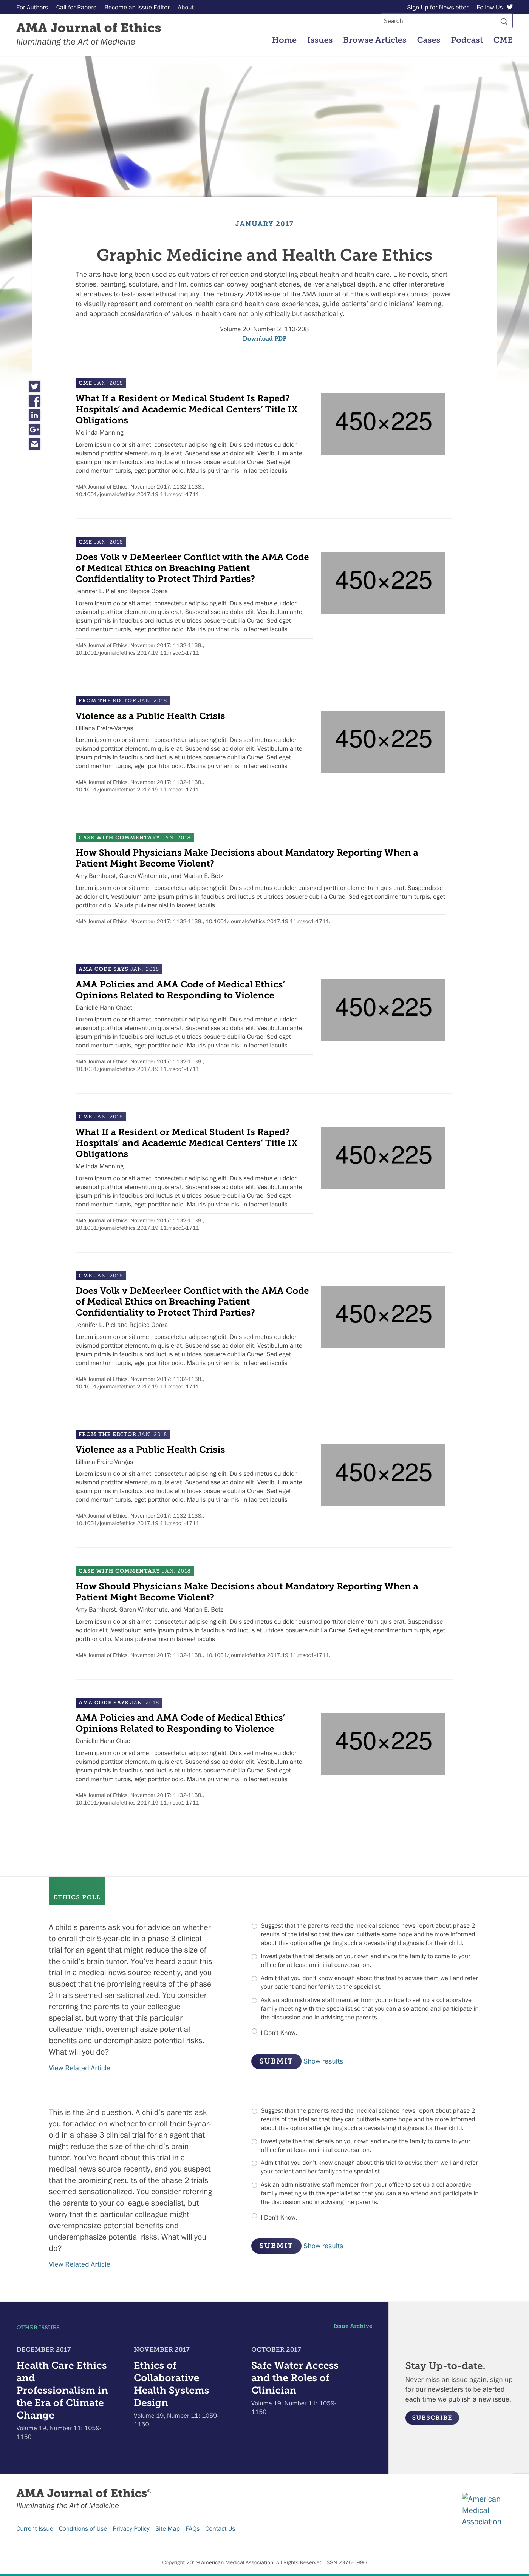 For Authors Call for Papers Become an Issue Editor About Sign Up for Newsletter Follow Us
AMA Journal of Ethics
Illuminating the Art of Medicine
Search
Home Issues Browse Articles Cases Podcast CME
JANUARY 2017
Graphic Medicine and Health Care Ethics
The arts have long been used as cultivators of reflection and storytelling about health and health care. Like novels, short
stories, painting, sculpture, and film, comics can convey poignant stories, deliver analytical depth, and offer interpretive
alternatives to text-based ethical inquiry. The February 2018 issue of the AMA Journal of Ethics will explore comics’ power
to visually represent and comment on health care and health care experiences, guide patients’ and clinicians’ learning,
and approach consideration of values in health care not only ethically but aesthetically.
Volume 20, Number 2: 113-208
Download PDF
CME JAN. 2018
What If a Resident or Medical Student Is Raped?
Hospitals’ and Academic Medical Centers’ Title IX
Obligations
Melinda Manning
Lorem ipsum dolor sit amet, consectetur adipiscing elit. Duis sed metus eu dolor
euismod porttitor elementum quis erat. Suspendisse ac dolor elit. Vestibulum ante
ipsum primis in faucibus orci luctus et ultrices posuere cubilia Curae; Sed eget
condimentum turpis, eget porttitor odio. Mauris pulvinar nisi in laoreet iaculis
AMA Journal of Ethics. November 2017: 1132-1138.,
10.1001/journalofethics.2017.19.11.msoc1-1711.
450×225
CME JAN. 2018
Does Volk v DeMeerleer Conflict with the AMA Code
of Medical Ethics on Breaching Patient
Confidentiality to Protect Third Parties?
Jennifer L. Piel and Rejoice Opara
Lorem ipsum dolor sit amet, consectetur adipiscing elit. Duis sed metus eu dolor
euismod porttitor elementum quis erat. Suspendisse ac dolor elit. Vestibulum ante
ipsum primis in faucibus orci luctus et ultrices posuere cubilia Curae; Sed eget
condimentum turpis, eget porttitor odio. Mauris pulvinar nisi in laoreet iaculis
AMA Journal of Ethics. November 2017: 1132-1138.,
10.1001/journalofethics.2017.19.11.msoc1-1711.
450×225
FROM THE EDITOR JAN. 2018
Violence as a Public Health Crisis
Lilliana Freire-Vargas
Lorem ipsum dolor sit amet, consectetur adipiscing elit. Duis sed metus eu dolor
euismod porttitor elementum quis erat. Suspendisse ac dolor elit. Vestibulum ante
ipsum primis in faucibus orci luctus et ultrices posuere cubilia Curae; Sed eget
condimentum turpis, eget porttitor odio. Mauris pulvinar nisi in laoreet iaculis
AMA Journal of Ethics. November 2017: 1132-1138.,
10.1001/journalofethics.2017.19.11.msoc1-1711.
450×225
CASE WITH COMMENTARY JAN. 2018
How Should Physicians Make Decisions about Mandatory Reporting When a
Patient Might Become Violent?
Amy Barnhorst, Garen Wintemute, and Marian E. Betz
Lorem ipsum dolor sit amet, consectetur adipiscing elit. Duis sed metus eu dolor euismod porttitor elementum quis erat. Suspendisse
ac dolor elit. Vestibulum ante ipsum primis in faucibus orci luctus et ultrices posuere cubilia Curae; Sed eget condimentum turpis, eget
porttitor odio. Mauris pulvinar nisi in laoreet iaculis
AMA Journal of Ethics. November 2017: 1132-1138., 10.1001/journalofethics.2017.19.11.msoc1-1711.
AMA CODE SAYS JAN. 2018
AMA Policies and AMA Code of Medical Ethics’
Opinions Related to Responding to Violence
Danielle Hahn Chaet
Lorem ipsum dolor sit amet, consectetur adipiscing elit. Duis sed metus eu dolor
euismod porttitor elementum quis erat. Suspendisse ac dolor elit. Vestibulum ante
ipsum primis in faucibus orci luctus et ultrices posuere cubilia Curae; Sed eget
condimentum turpis, eget porttitor odio. Mauris pulvinar nisi in laoreet iaculis
AMA Journal of Ethics. November 2017: 1132-1138.,
10.1001/journalofethics.2017.19.11.msoc1-1711.
450×225
CME JAN. 2018
What If a Resident or Medical Student Is Raped?
Hospitals’ and Academic Medical Centers’ Title IX
Obligations
Melinda Manning
Lorem ipsum dolor sit amet, consectetur adipiscing elit. Duis sed metus eu dolor
euismod porttitor elementum quis erat. Suspendisse ac dolor elit. Vestibulum ante
ipsum primis in faucibus orci luctus et ultrices posuere cubilia Curae; Sed eget
condimentum turpis, eget porttitor odio. Mauris pulvinar nisi in laoreet iaculis
AMA Journal of Ethics. November 2017: 1132-1138.,
10.1001/journalofethics.2017.19.11.msoc1-1711.
450×225
CME JAN. 2018
Does Volk v DeMeerleer Conflict with the AMA Code
of Medical Ethics on Breaching Patient
Confidentiality to Protect Third Parties?
Jennifer L. Piel and Rejoice Opara
Lorem ipsum dolor sit amet, consectetur adipiscing elit. Duis sed metus eu dolor
euismod porttitor elementum quis erat. Suspendisse ac dolor elit. Vestibulum ante
ipsum primis in faucibus orci luctus et ultrices posuere cubilia Curae; Sed eget
condimentum turpis, eget porttitor odio. Mauris pulvinar nisi in laoreet iaculis
AMA Journal of Ethics. November 2017: 1132-1138.,
10.1001/journalofethics.2017.19.11.msoc1-1711.
450×225
FROM THE EDITOR JAN. 2018
Violence as a Public Health Crisis
Lilliana Freire-Vargas
Lorem ipsum dolor sit amet, consectetur adipiscing elit. Duis sed metus eu dolor
euismod porttitor elementum quis erat. Suspendisse ac dolor elit. Vestibulum ante
ipsum primis in faucibus orci luctus et ultrices posuere cubilia Curae; Sed eget
condimentum turpis, eget porttitor odio. Mauris pulvinar nisi in laoreet iaculis
AMA Journal of Ethics. November 2017: 1132-1138.,
10.1001/journalofethics.2017.19.11.msoc1-1711.
450×225
CASE WITH COMMENTARY JAN. 2018
How Should Physicians Make Decisions about Mandatory Reporting When a
Patient Might Become Violent?
Amy Barnhorst, Garen Wintemute, and Marian E. Betz
Lorem ipsum dolor sit amet, consectetur adipiscing elit. Duis sed metus eu dolor euismod porttitor elementum quis erat. Suspendisse
ac dolor elit. Vestibulum ante ipsum primis in faucibus orci luctus et ultrices posuere cubilia Curae; Sed eget condimentum turpis, eget
porttitor odio. Mauris pulvinar nisi in laoreet iaculis
AMA Journal of Ethics. November 2017: 1132-1138., 10.1001/journalofethics.2017.19.11.msoc1-1711.
AMA CODE SAYS JAN. 2018
AMA Policies and AMA Code of Medical Ethics’
Opinions Related to Responding to Violence
Danielle Hahn Chaet
Lorem ipsum dolor sit amet, consectetur adipiscing elit. Duis sed metus eu dolor
euismod porttitor elementum quis erat. Suspendisse ac dolor elit. Vestibulum ante
ipsum primis in faucibus orci luctus et ultrices posuere cubilia Curae; Sed eget
condimentum turpis, eget porttitor odio. Mauris pulvinar nisi in laoreet iaculis
AMA Journal of Ethics. November 2017: 1132-1138.,
10.1001/journalofethics.2017.19.11.msoc1-1711.
450×225
ETHICS POLL
A child’s parents ask you for advice on whether
to enroll their 5-year-old in a phase 3 clinical
trial for an agent that might reduce the size of
the child’s brain tumor. You’ve heard about this
trial in a medical news source recently, and you
suspect that the promising results of the phase
2 trials seemed sensationalized. You consider
referring the parents to your colleague
specialist, but worry that this particular
colleague might overemphasize potential
benefits and underemphasize potential risks.
What will you do?
View Related Article
Suggest that the parents read the medical science news report about phase 2
results of the trial so that they can cultivate some hope and be more informed
about this option after getting such a devastating diagnosis for their child.
Investigate the trial details on your own and invite the family to come to your
office for at least an initial conversation.
Admit that you don’t know enough about this trial to advise them well and refer
your patient and her family to the specialist.
Ask an administrative staff member from your office to set up a collaborative
family meeting with the specialist so that you can also attend and participate in
the discussion and in advising the parents.
I Don't Know.
SUBMIT Show results
This is the 2nd question. A child’s parents ask
you for advice on whether to enroll their 5-year-
old in a phase 3 clinical trial for an agent that
might reduce the size of the child’s brain
tumor. You’ve heard about this trial in a
medical news source recently, and you suspect
that the promising results of the phase 2 trials
seemed sensationalized. You consider referring
the parents to your colleague specialist, but
worry that this particular colleague might
overemphasize potential benefits and
underemphasize potential risks. What will you
do?
View Related Article
Suggest that the parents read the medical science news report about phase 2
results of the trial so that they can cultivate some hope and be more informed
about this option after getting such a devastating diagnosis for their child.
Investigate the trial details on your own and invite the family to come to your
office for at least an initial conversation.
Admit that you don’t know enough about this trial to advise them well and refer
your patient and her family to the specialist.
Ask an administrative staff member from your office to set up a collaborative
family meeting with the specialist so that you can also attend and participate in
the discussion and in advising the parents.
I Don't Know.
SUBMIT Show results
OTHER ISSUES Issue Archive
DECEMBER 2017
Health Care Ethics
and
Professionalism in
the Era of Climate
Change
Volume 19, Number 11: 1059-
1150
NOVEMBER 2017
Ethics of
Collaborative
Health Systems
Design
Volume 19, Number 11: 1059-
1150
OCTOBER 2017
Safe Water Access
and the Roles of
Clinician
Volume 19, Number 11: 1059-
1150
Stay Up-to-date.
Never miss an issue again, sign up
for our newsletters to be alerted
each time we publish a new issue.
SUBSCRIBE
AMA Journal of Ethics®
Illuminating the Art of Medicine
American
Medical
Association
Current Issue Conditions of Use Privacy Policy Site Map FAQs Contact Us
Copyright 2019 American Medical Association. All Rights Reserved. ISSN 2376-6980